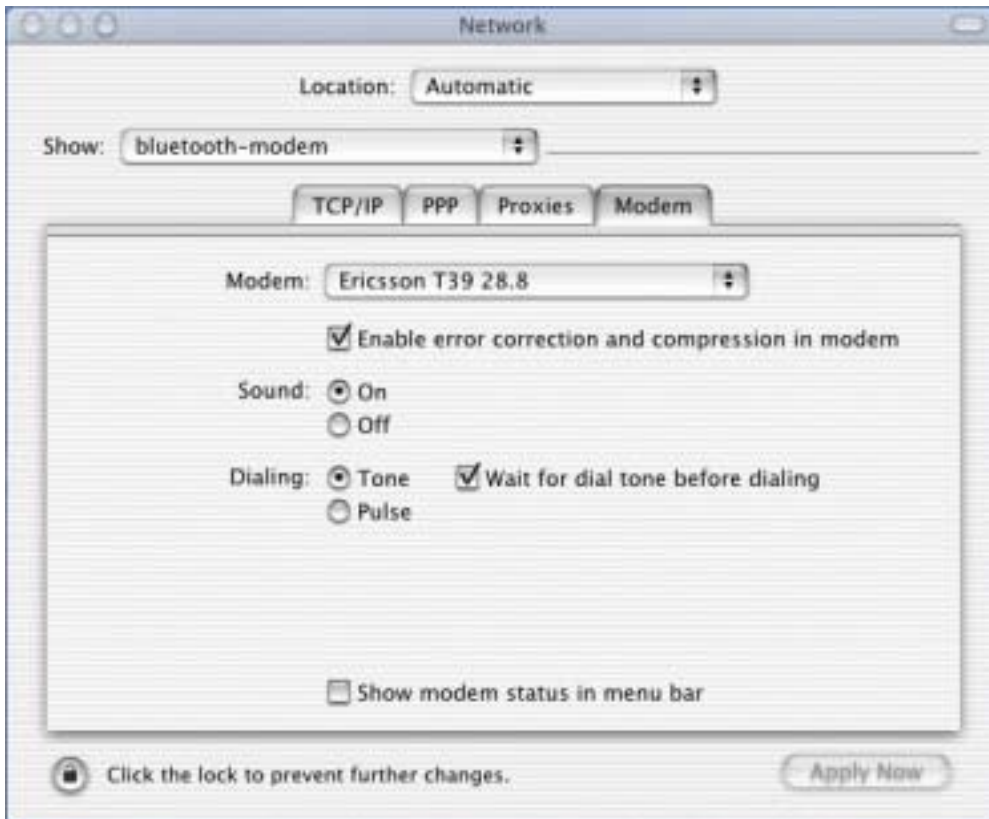 Network
Location: Automatic
Show: bluetooth-modem
TCP/IP PPP Proxies Modem
Modem: Ericsson T39 28.8
Enable error correction and compression in modem
Sound: On
Off
Dialing: Tone Wait for dial tone before dialing
Pulse
Show modem status in menu bar
Click the lock to prevent further changes. Apply Now